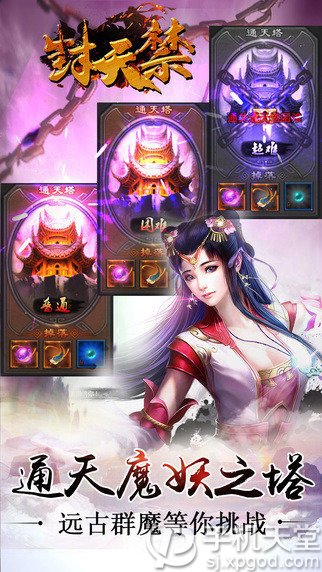 封天禁
通天塔
超难
掉落
通天塔
困难
掉落
通天塔
普通
掉落
通天魔妖之塔
·远古群魔等你挑战·
手机天堂
sj.xpgod.com